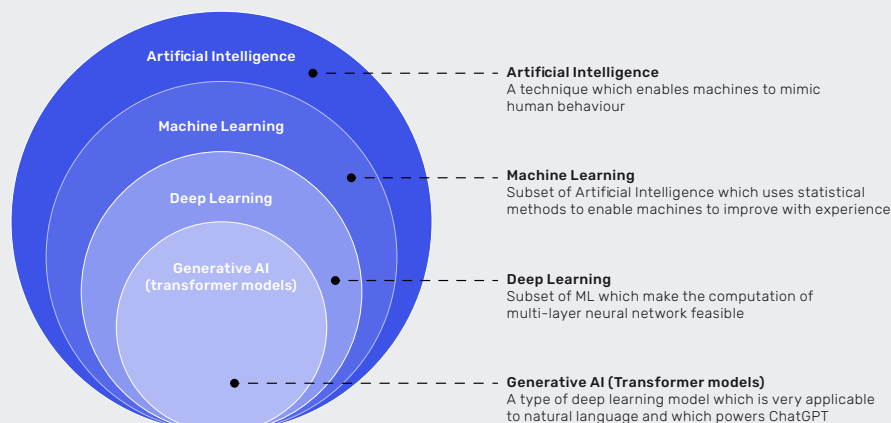 Artificial Intelligence
Machine Learning
Deep Learning
Generative AI
(transformer models)
Artificial Intelligence
A technique which enables machines to mimic
human behaviour
Machine Learning
Subset of Artificial Intelligence which uses statistical
methods to enable machines to improve with experience
Deep Learning
Subset of ML which make the computation of
multi-layer neural network feasible
Generative AI (Transformer models)
A type of deep learning model which is very applicable
to natural language and which powers ChatGPT